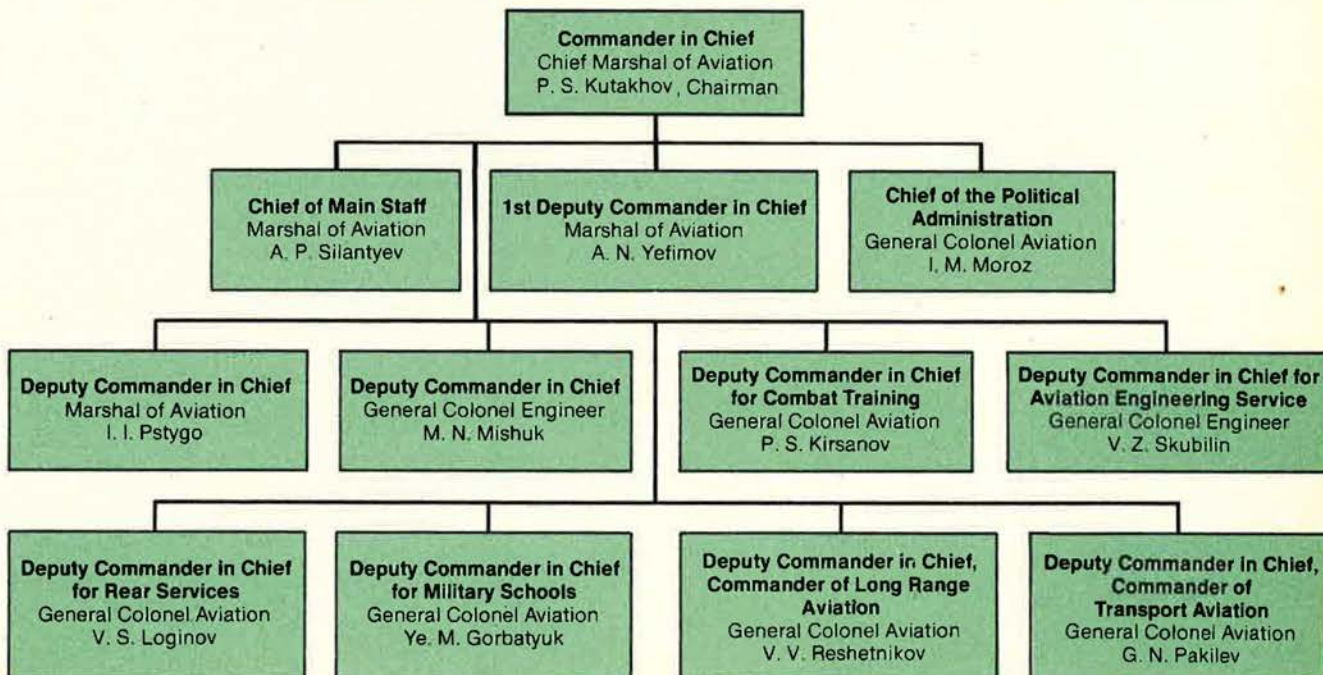 Commander in Chief
Chief Marshal of Aviation
P. S. Kutakhov, Chairman
Chief of Main Staff
Marshal of Aviation
A. P. Silantyev
1st Deputy Commander in Chief
Marshal of Aviation
A. N. Yefimov
Chief of the Political
Administration
General Colonel Aviation
I. M. Moroz
Deputy Commander in Chief
Marshal of Aviation
I. I. Pstygo
Deputy Commander in Chief
General Colonel Engineer
M. N. Mishuk
Deputy Commander in Chief
for Combat Training
General Colonel Aviation
P. S. Kirsanov
Deputy Commander in Chief for
Aviation Engineering Service
General Colonel Engineer
V. Z. Skubilin
Deputy Commander in Chief
for Rear Services
General Colonel Aviation
V. S. Loginov
Deputy Commander in Chief
for Military Schools
General Colonel Aviation
Ye. M. Gorbatyuk
Deputy Commander in Chief,
Commander of Long Range
Aviation
General Colonel Aviation
V. V. Reshetnikov
Deputy Commander in Chief,
Commander of
Transport Aviation
General Colonel Aviation
G. N. Pakilev